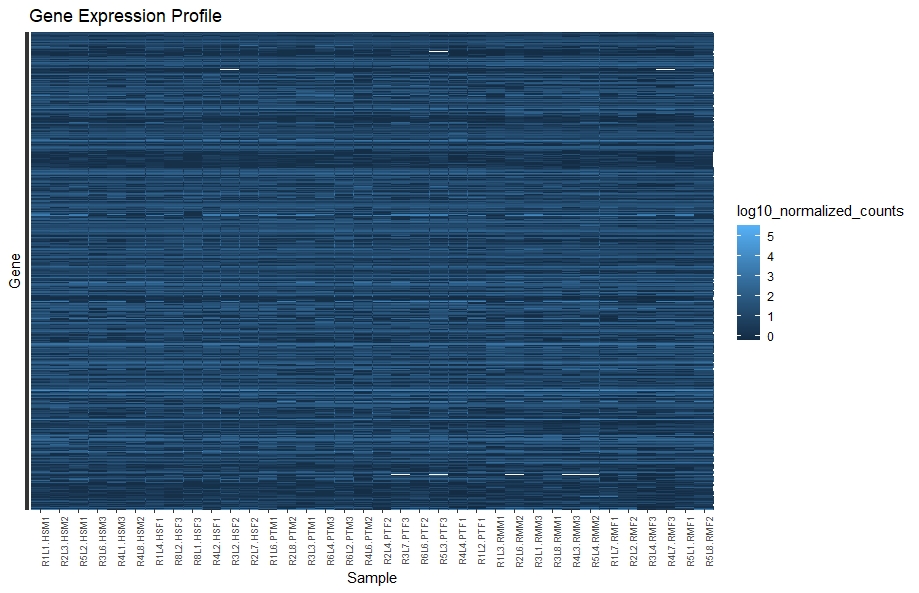 Gene Expression Profile
Gene
log10_normalized_counts
5
4
3
2
1
0
R1L1.HSM1
R2L3.HSM2
R5L2.HSM1
R3L6.HSM3
R4L1.HSM3
R4L8.HSM2
R1L4.HSF1
R8L2.HSF3
R8L1.HSF3
R4L2.HSF1
R3L2.HSF2
R2L7.HSF2
R1L6.PTM1
R2L8.PTM2
R3L3.PTM1
R6L4.PTM3
R6L2.PTM3
R4L6.PTM2
R2L4.PTF2
R3L7.PTF3
R6L6.PTF2
R5L3.PTF3
R4L4.PTF1
R1L2.PTF1
R1L3.RMM1
R2L6.RMM2
R3L1.RMM3
R3L8.RMM1
R4L3.RMM3
R5L4.RMM2
R1L7.RMF1
R2L2.RMF2
R3L4.RMF3
R4L7.RMF3
R5L1.RMF1
R5L8.RMF2
Sample